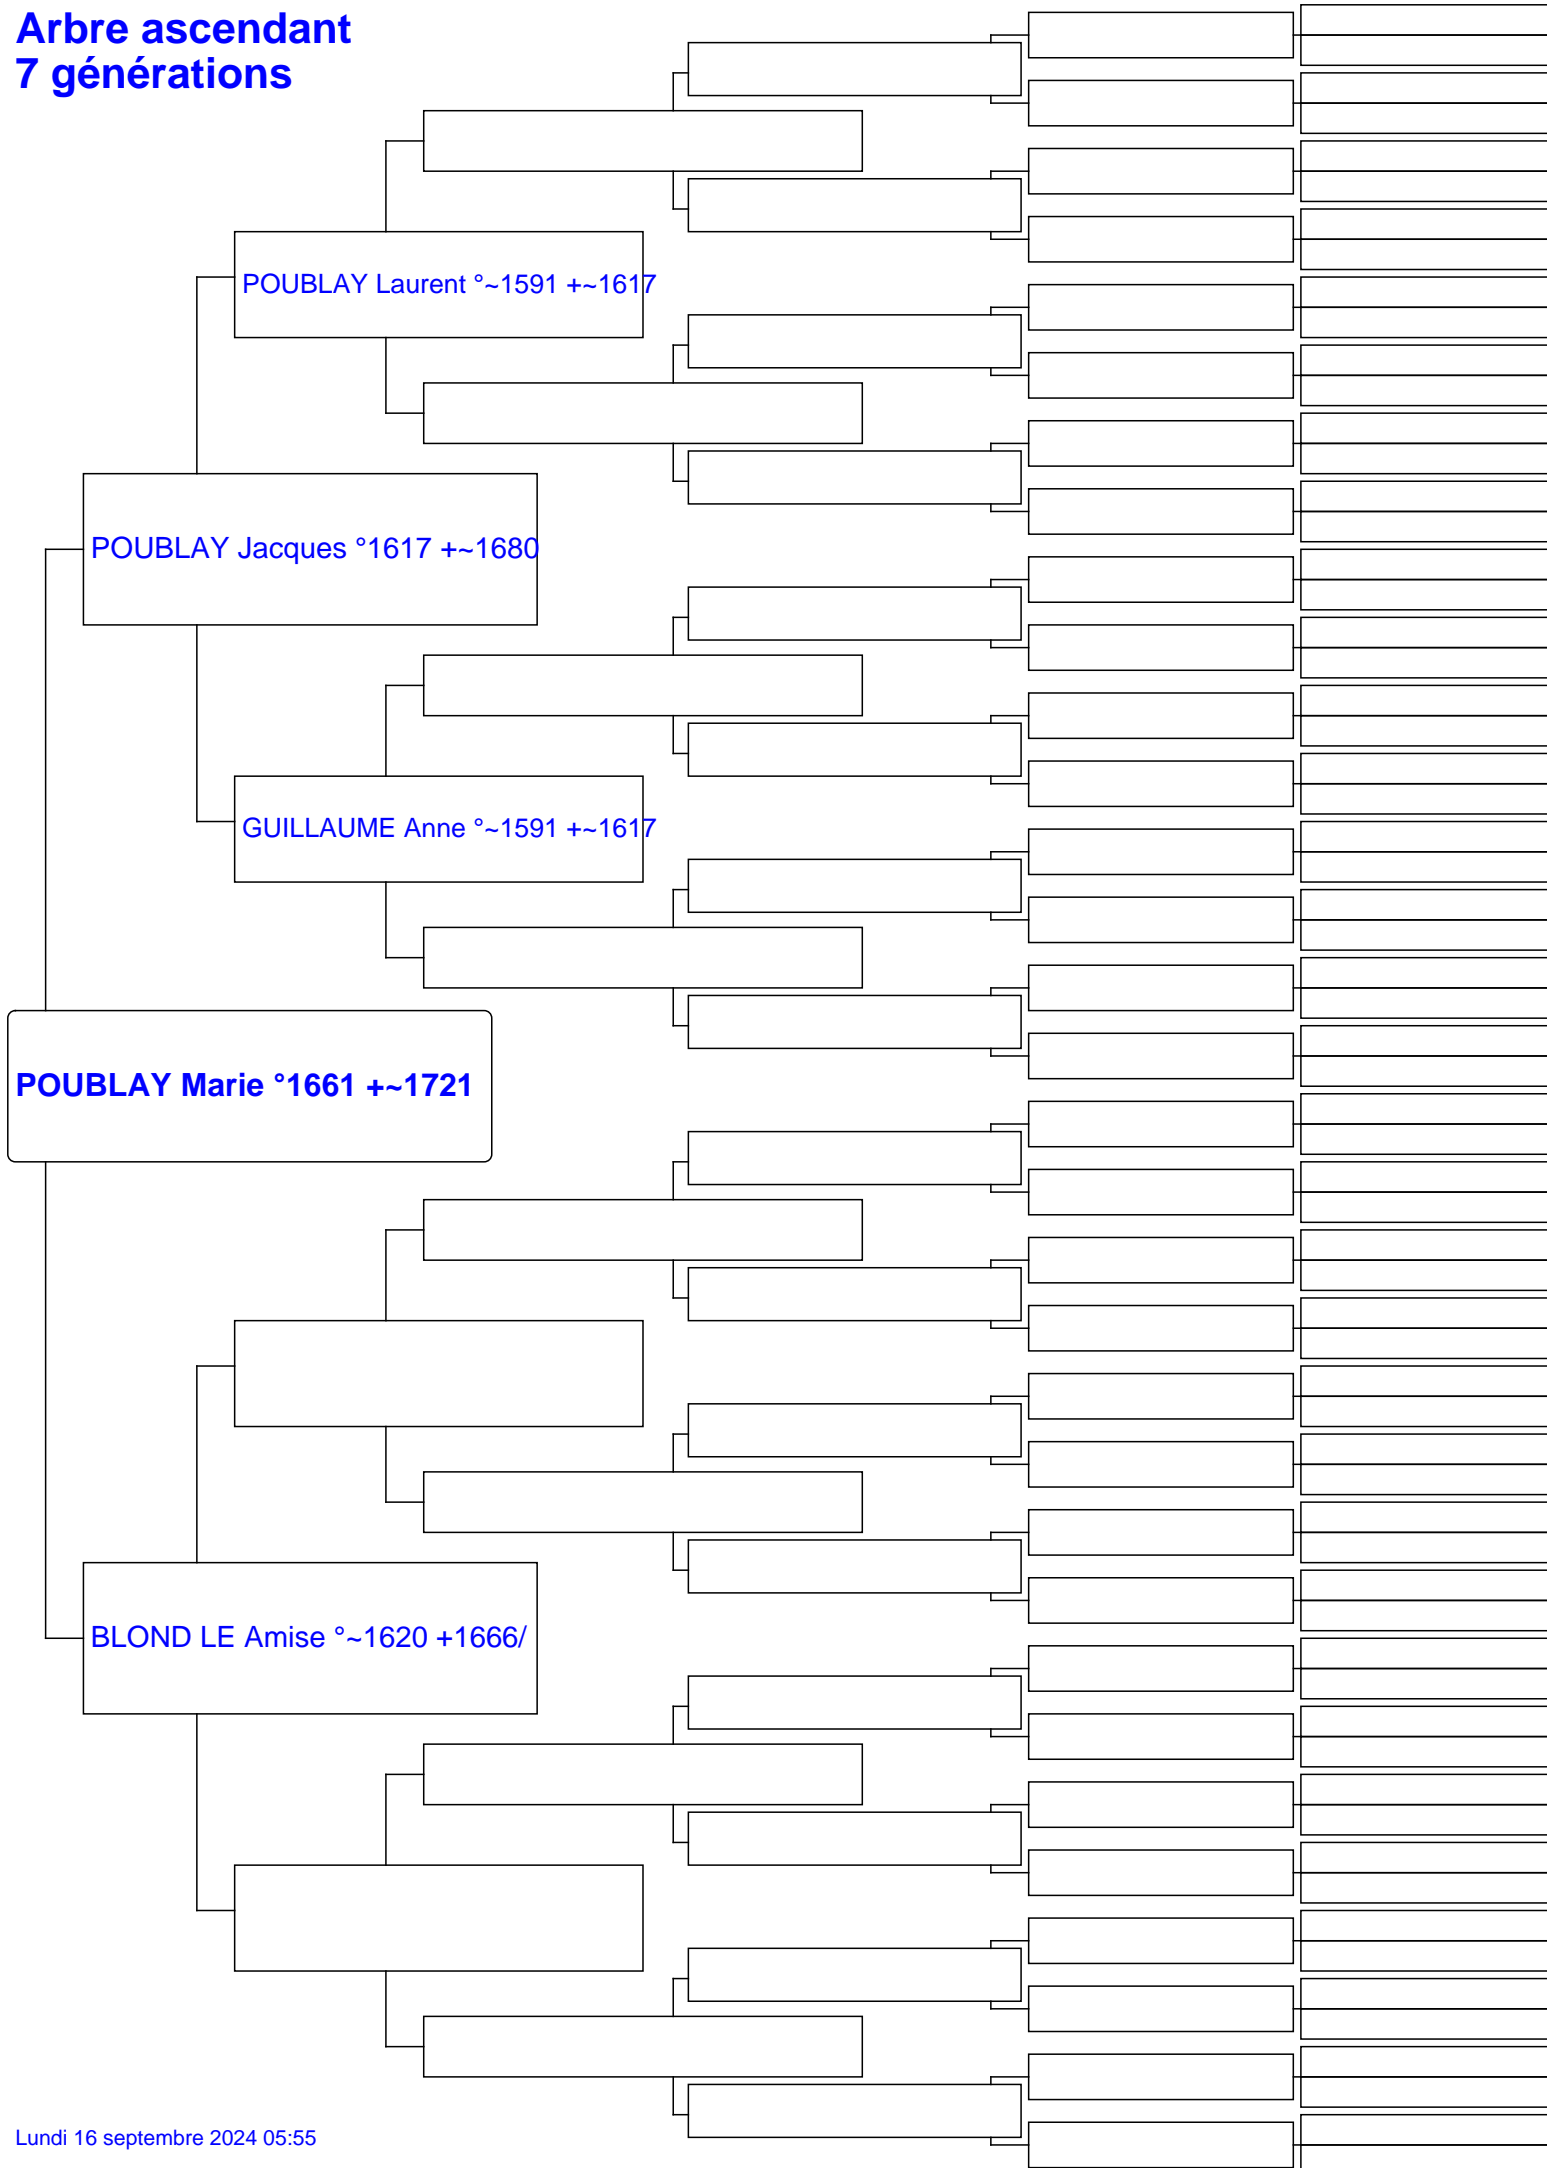 Arbre ascendant
7 générations
POUBLAY Laurent °~1591 +~1617
POUBLAY Jacques °1617 +~1680
GUILLAUME Anne °~1591 +~1617
POUBLAY Marie °1661 +~1721
BLOND LE Amise °~1620 +1666/
Lundi 16 septembre 2024 05:55